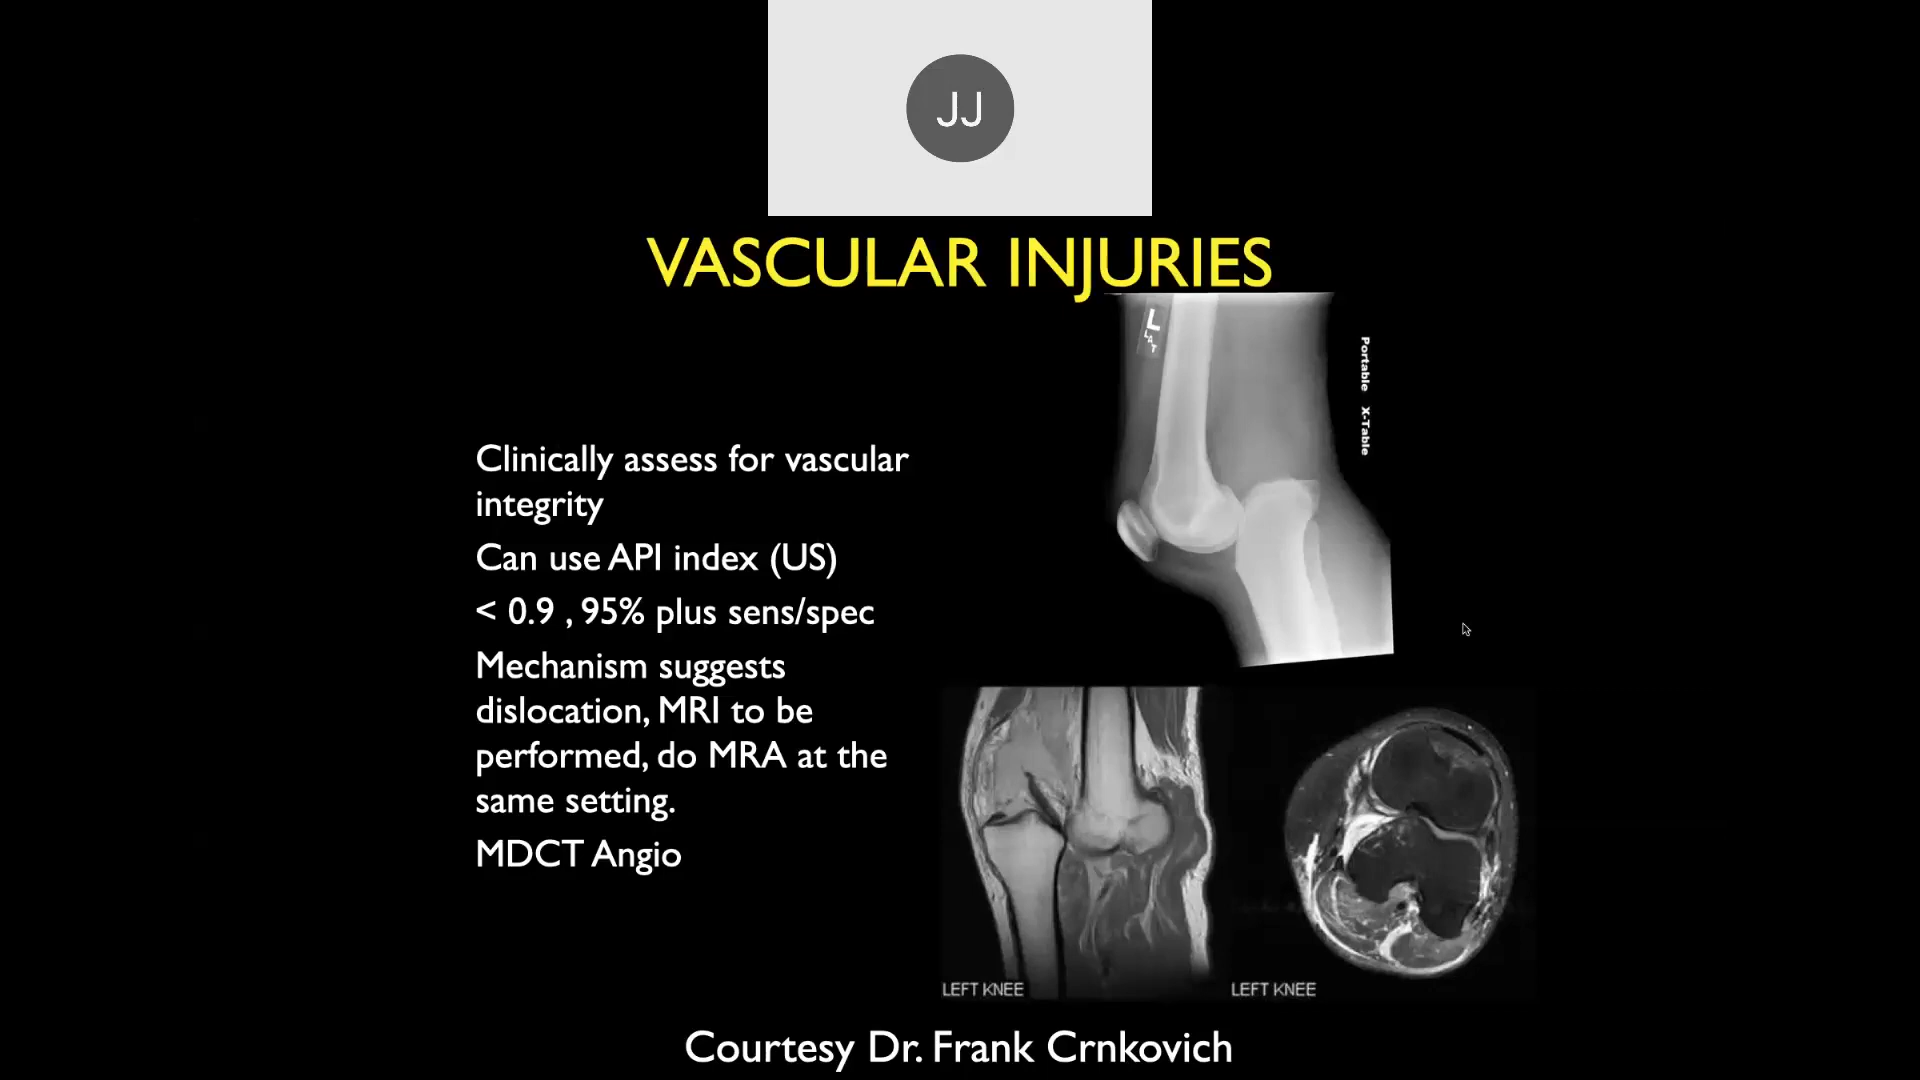 JJ
VASCULAR INJURIES
L
LAT
Portable X-Table
Clinically assess for vascular
integrity
Can use API index (US)
< 0.9 , 95% plus sens/spec
Mechanism suggests
dislocation, MRI to be
performed, do MRA at the
same setting.
MDCT Angio
LEFT KNEE
LEFT KNEE
Courtesy Dr. Frank Crnkovich